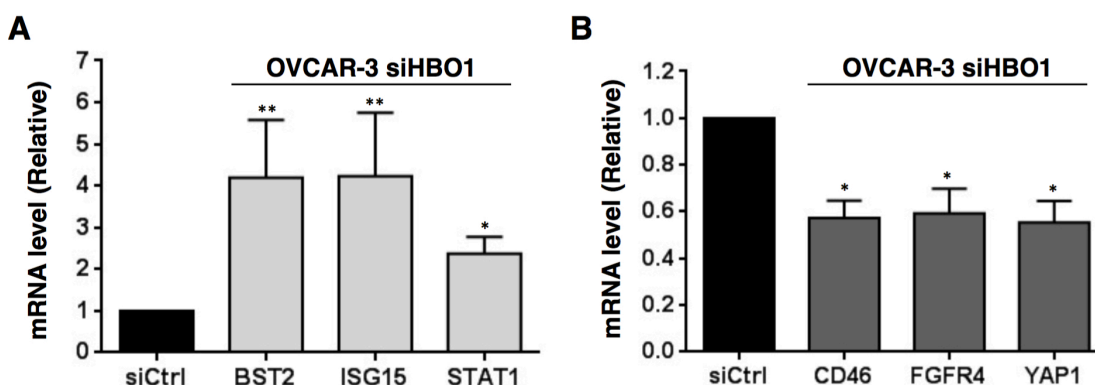 A
OVCAR-3 siHBO1
mRNA level (Relative)
7
6
5
4
3
2
1
0
**
**
*
siCtrl BST2 ISG15 STAT1
B
OVCAR-3 siHBO1
mRNA level (Relative)
1.2
1.0
0.8
0.6
0.4
0.2
0.0
*
*
*
siCtrl CD46 FGFR4 YAP1